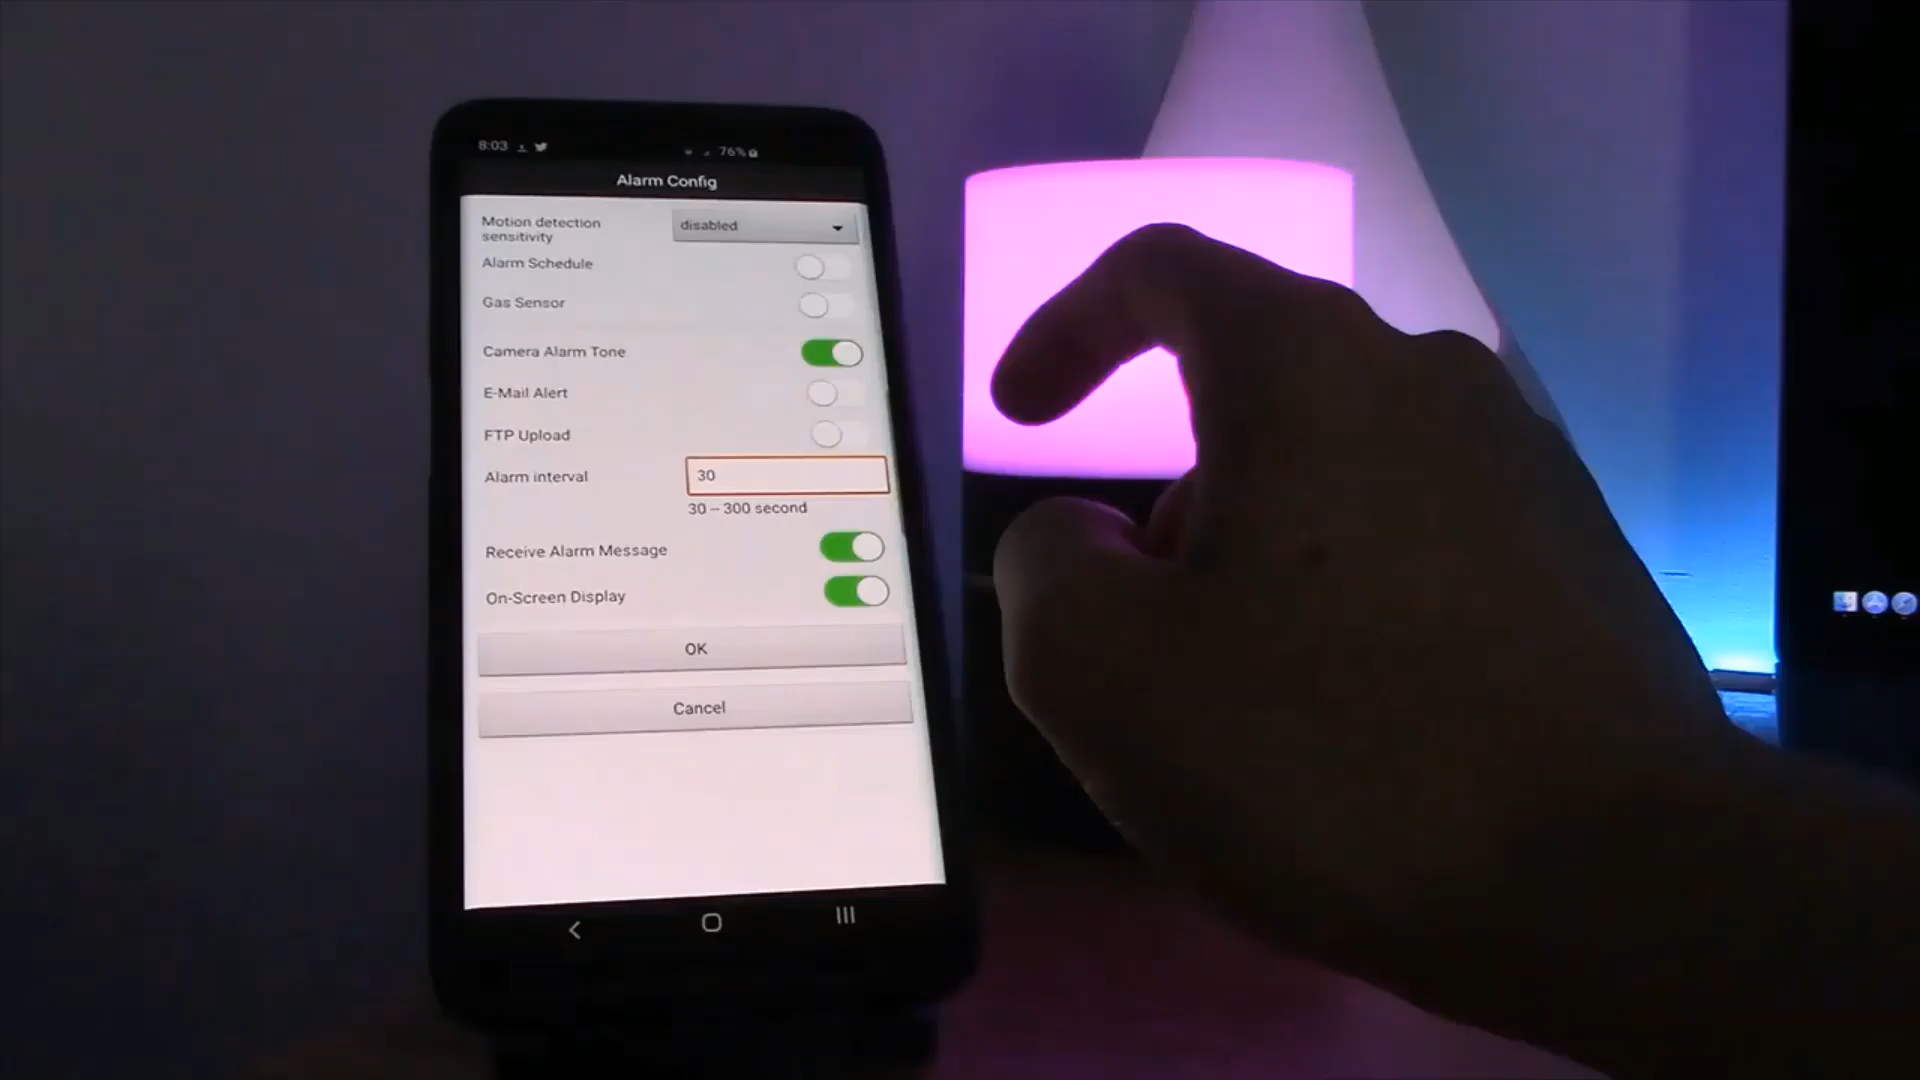 8:03 76%
Alarm Config
Motion detection
sensitivity
disabled
Alarm Schedule
Gas Sensor
Camera Alarm Tone
E-Mail Alert
FTP Upload
Alarm interval
30
30 – 300 second
Receive Alarm Message
On-Screen Display
OK
Cancel